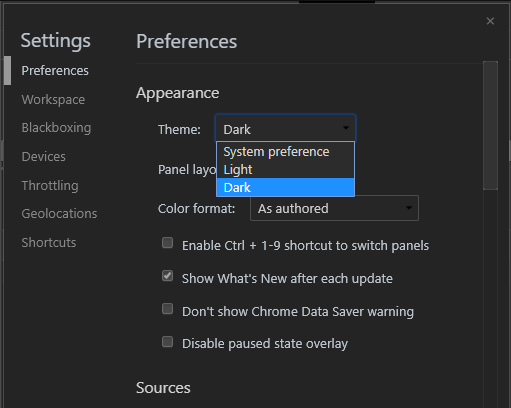 Settings
Preferences
Workspace
Blackboxing
Devices
Throttling
Geolocations
Shortcuts
Preferences
Appearance
Theme: Dark
System preference
Light
Dark
Panel layo
Color format: As authored
Enable Ctrl + 1-9 shortcut to switch panels
Show What's New after each update
Don't show Chrome Data Saver warning
Disable paused state overlay
Sources